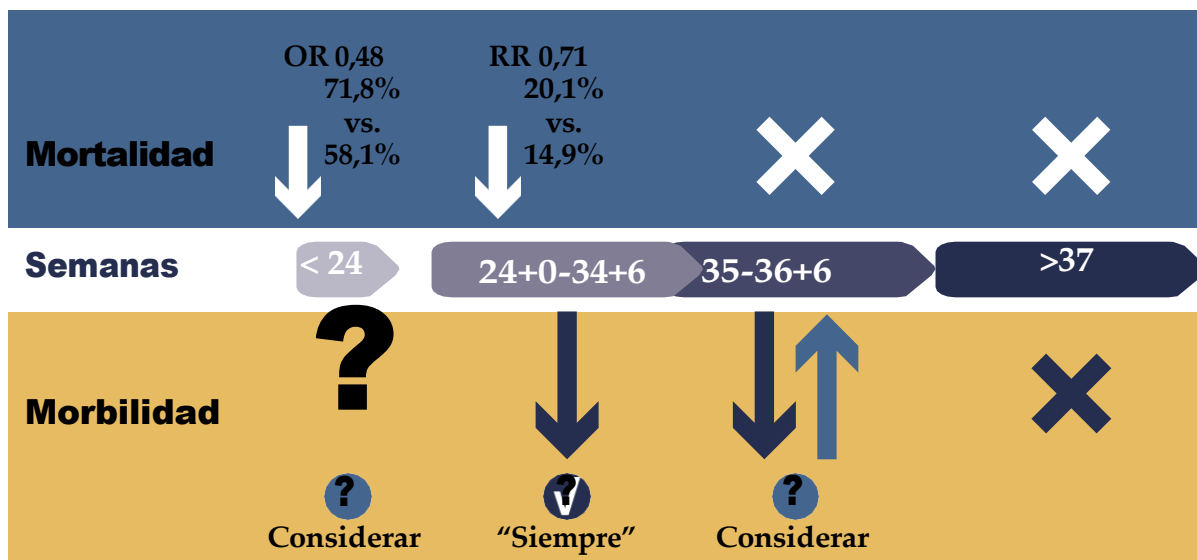 OR 0,48
71,8%
vs.
58,1%
RR 0,71
20,1%
vs.
14,9%
Mortalidad
Semanas
< 24
24+0-34+6
35-36+6
>37
?
Morbilidad
?
Considerar
?
“Siempre”
?
Considerar